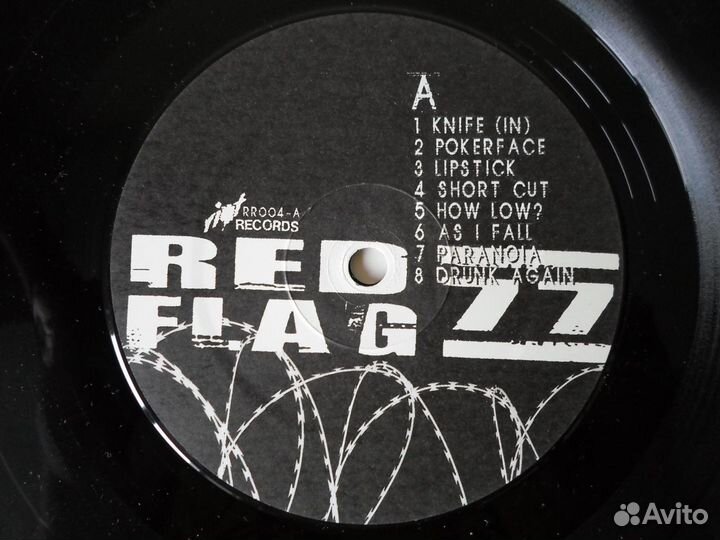 A
1 KNIFE (IN)
2 POKERFACE
3 LIPSTICK
4 SHORT CUT
5 HOW LOW?
6 AS I FALL
7 PARANOIA
8 DRUNK AGAIN
RR004-A
RECORDS
RED
FLAG 77
Avito